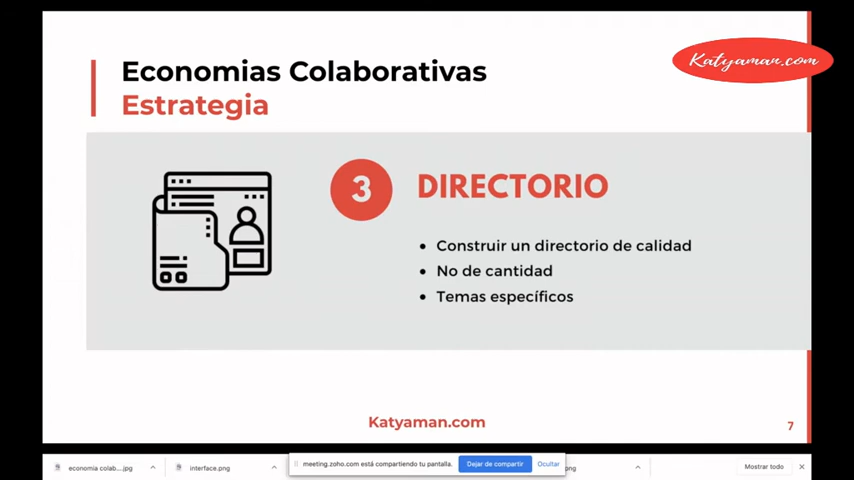 Economias Colaborativas
Estrategia
Katyaman.com
3
DIRECTORIO
• Construir un directorio de calidad
• No de cantidad
• Temas específicos
Katyaman.com
7
economia colab....jpg
interface.png
meeting.zoho.com está compartiendo tu pantalla.
Dejar de compartir
Ocultar
png
Mostrar todo